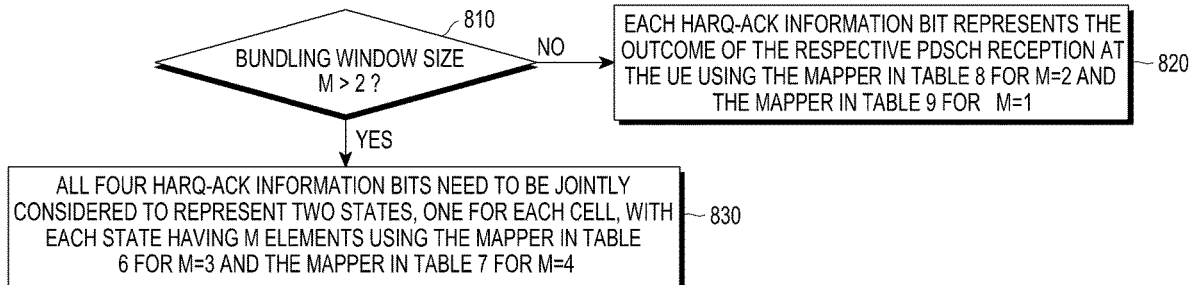 810
BUNDLING WINDOW SIZE
M > 2 ?
NO
EACH HARQ-ACK INFORMATION BIT REPRESENTS THE
OUTCOME OF THE RESPECTIVE PDSCH RECEPTION AT
THE UE USING THE MAPPER IN TABLE 8 FOR M=2 AND
THE MAPPER IN TABLE 9 FOR M=1
820
YES
ALL FOUR HARQ-ACK INFORMATION BITS NEED TO BE JOINTLY
CONSIDERED TO REPRESENT TWO STATES, ONE FOR EACH CELL, WITH
EACH STATE HAVING M ELEMENTS USING THE MAPPER IN TABLE
6 FOR M=3 AND THE MAPPER IN TABLE 7 FOR M=4
830